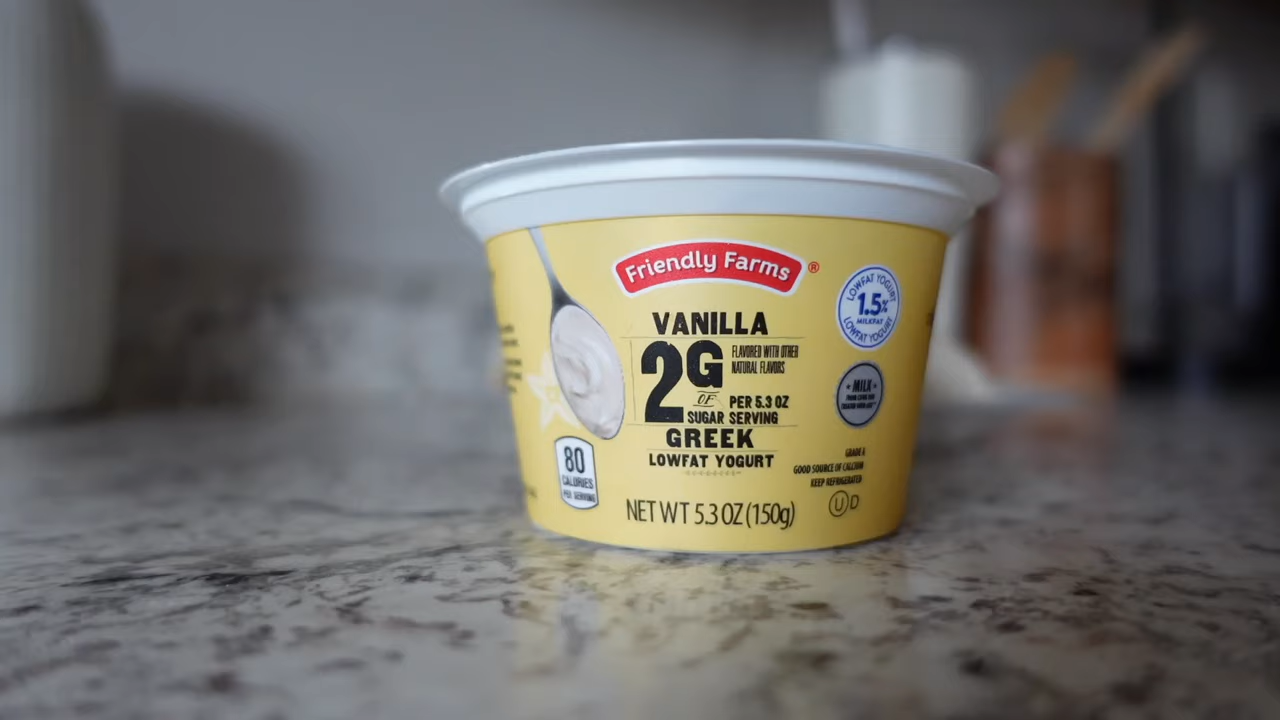 Friendly Farms®
VANILLA
2G
FLAVORED WITH OTHER
NATURAL FLAVORS
OF
PER 5.3 OZ
SUGAR SERVING
GREEK
LOWFAT YOGURT
80
CALORIES
PER SERVING
NET WT 5.3 OZ (150g)
LOWFAT YOGURT
1.5%
MILKFAT
LOWFAT YOGURT
MILK
GRADE A
GOOD SOURCE OF CALCIUM
KEEP REFRIGERATED
U D